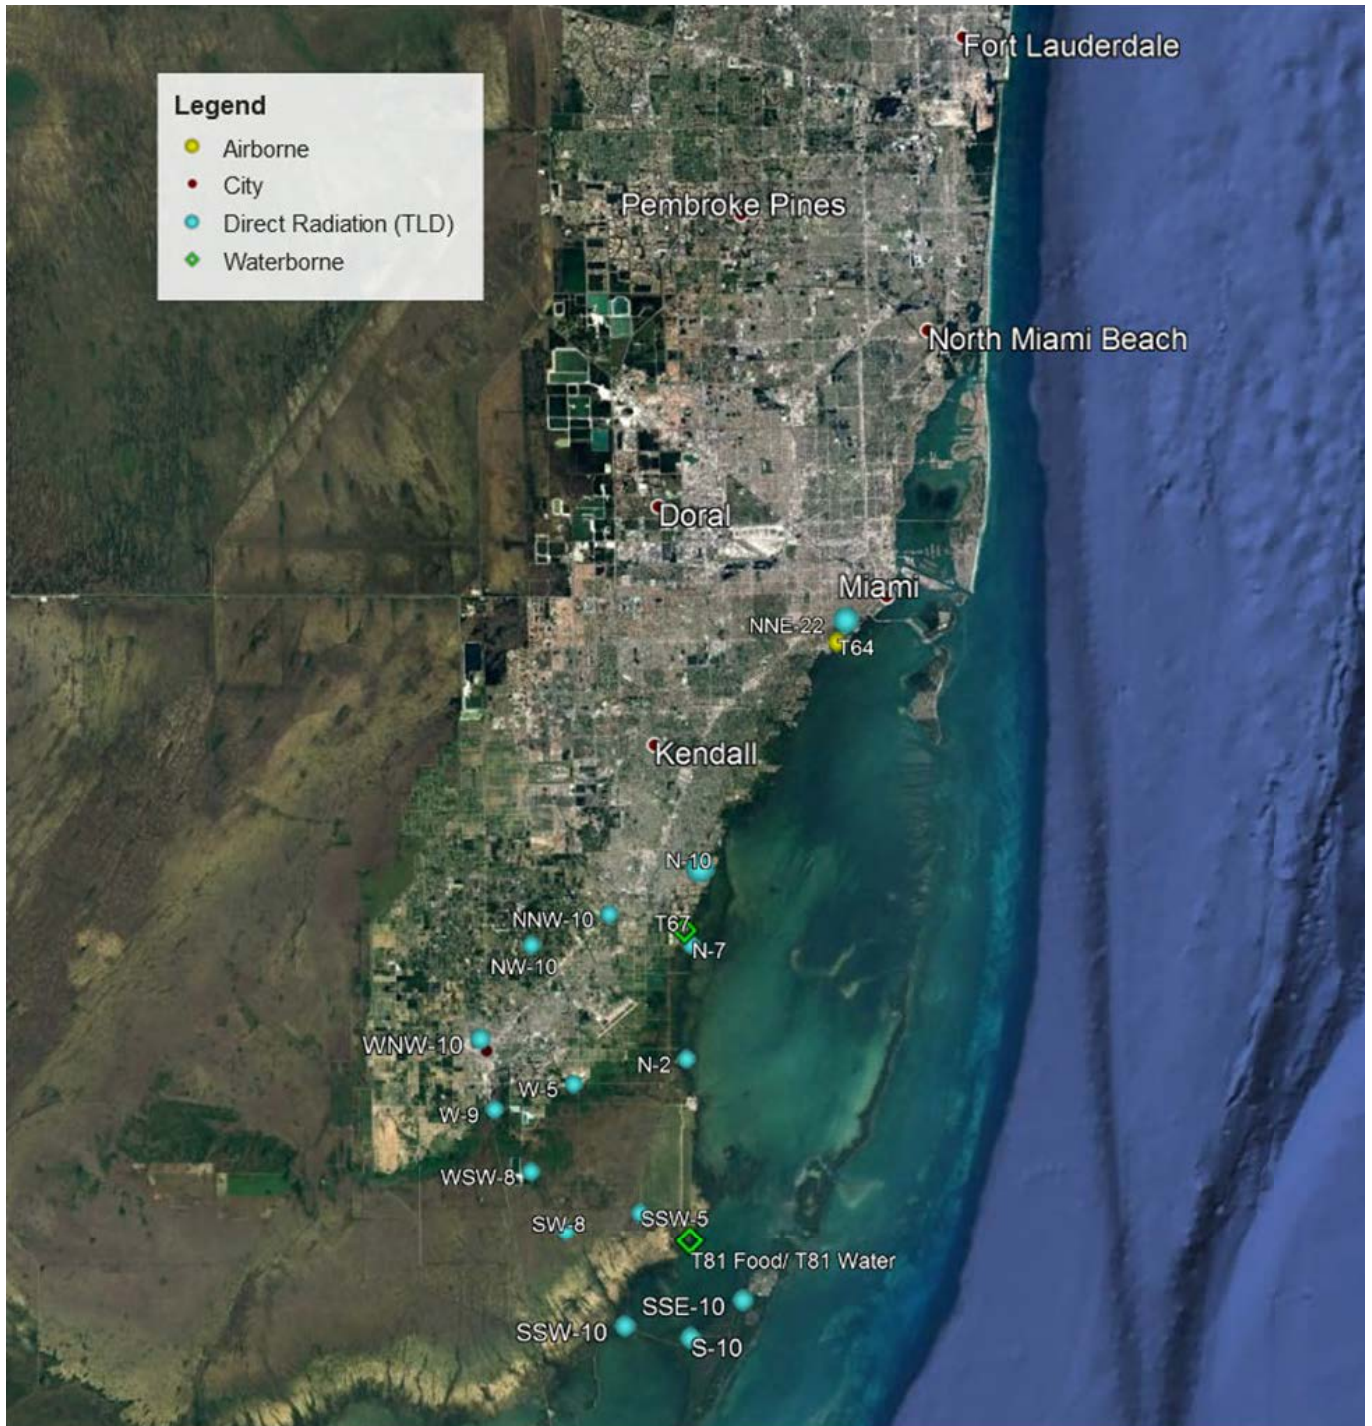 Fort Lauderdale
Legend
Airborne
City
Direct Radiation (TLD)
Waterborne
Pembroke Pines
North Miami Beach
Doral
Miami
NNE-22
T64
Kendall
N-10
NNW-10
T67
N-7
NW-10
WNW-10
N-2
W-5
W-9
WSW-8
SSW-5
SW-8
T81 Food/ T81 Water
SSE-10
SSW-10
S-10